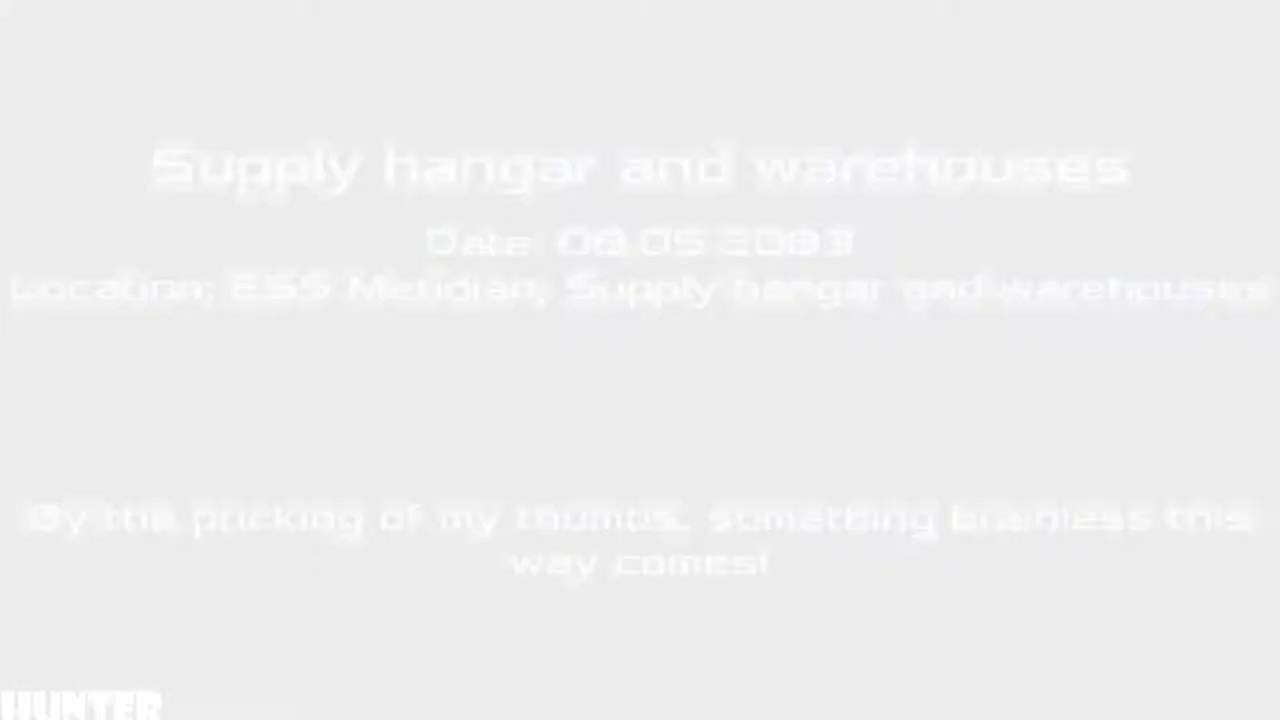 Supply hangar and warehouses
Date: 08.05.2083
Location: ESS Meridian, Supply hangar and warehouses
By the pricking of my thumbs, something brainless this
way comes!
HUNTER